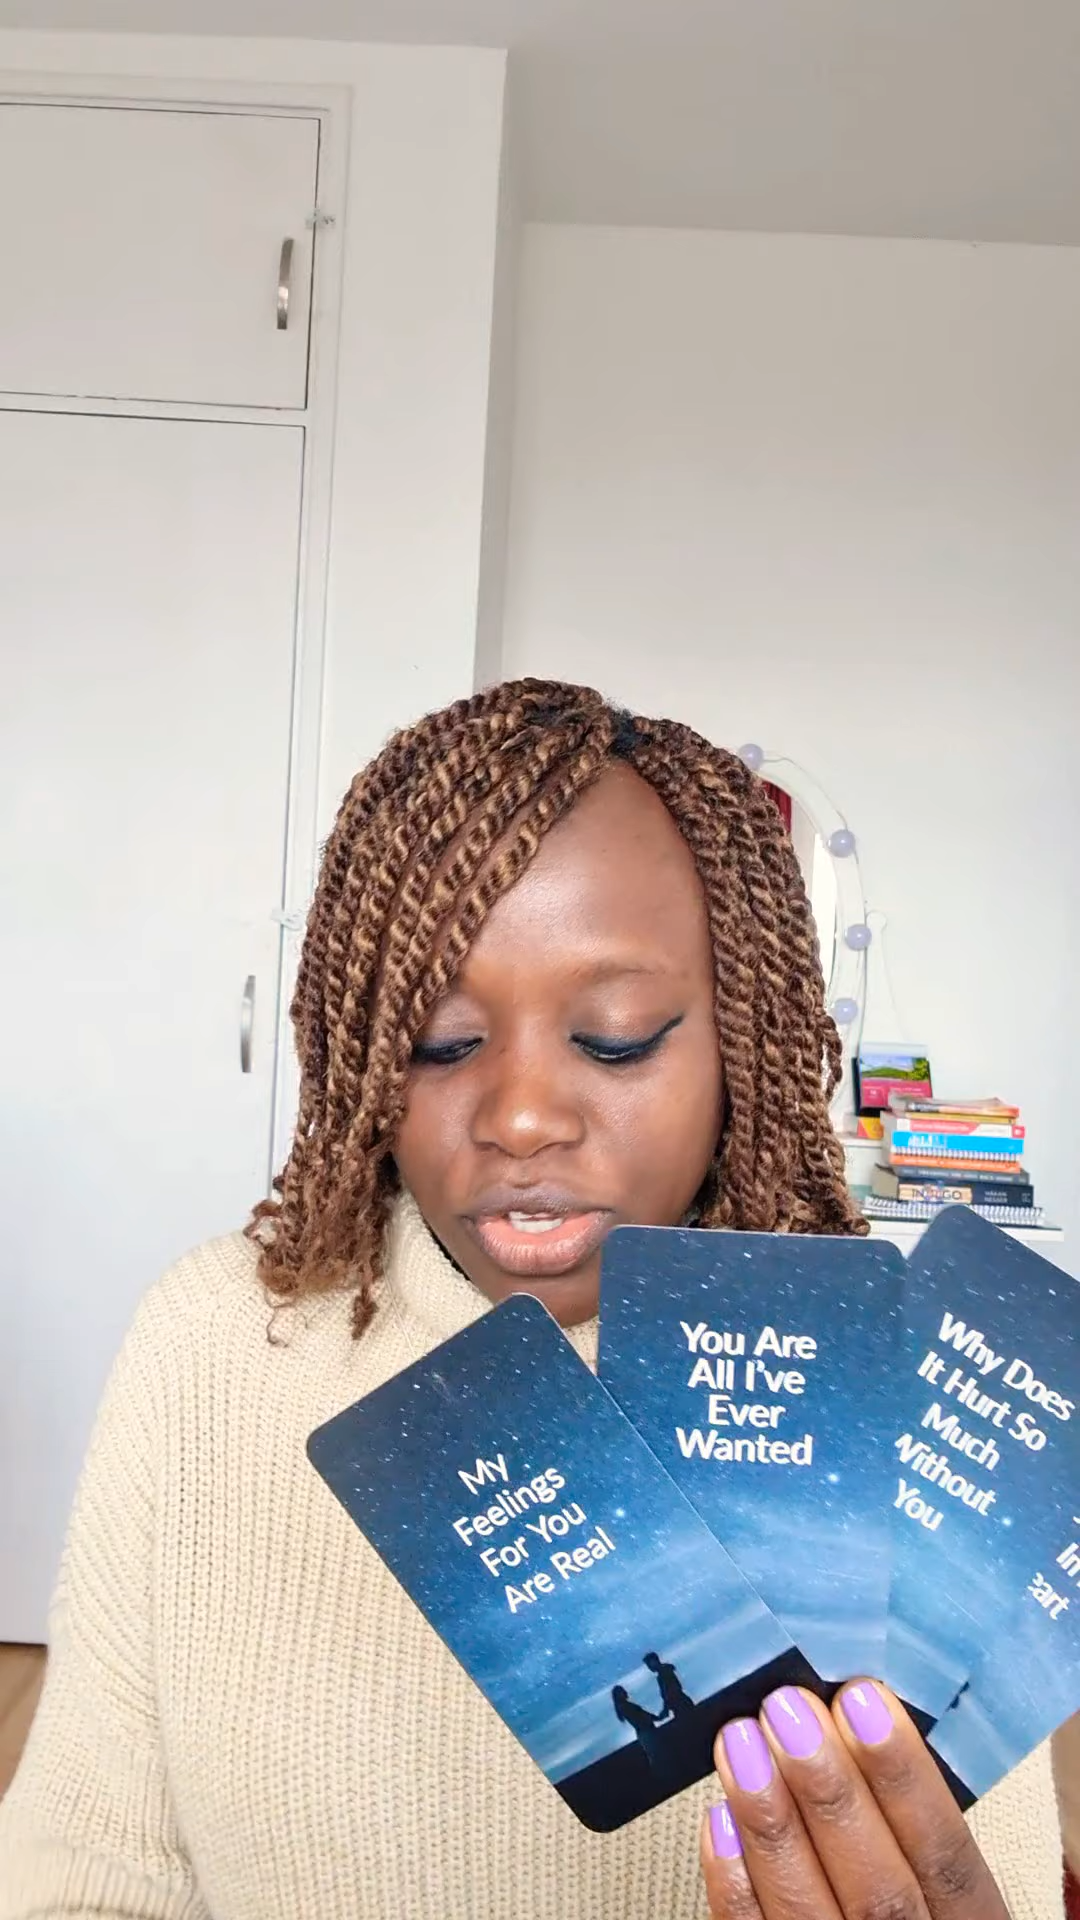 My
Feelings
For You
Are Real
You Are
All I've
Ever
Wanted
Why Does
It Hurt So
Much
Without
You